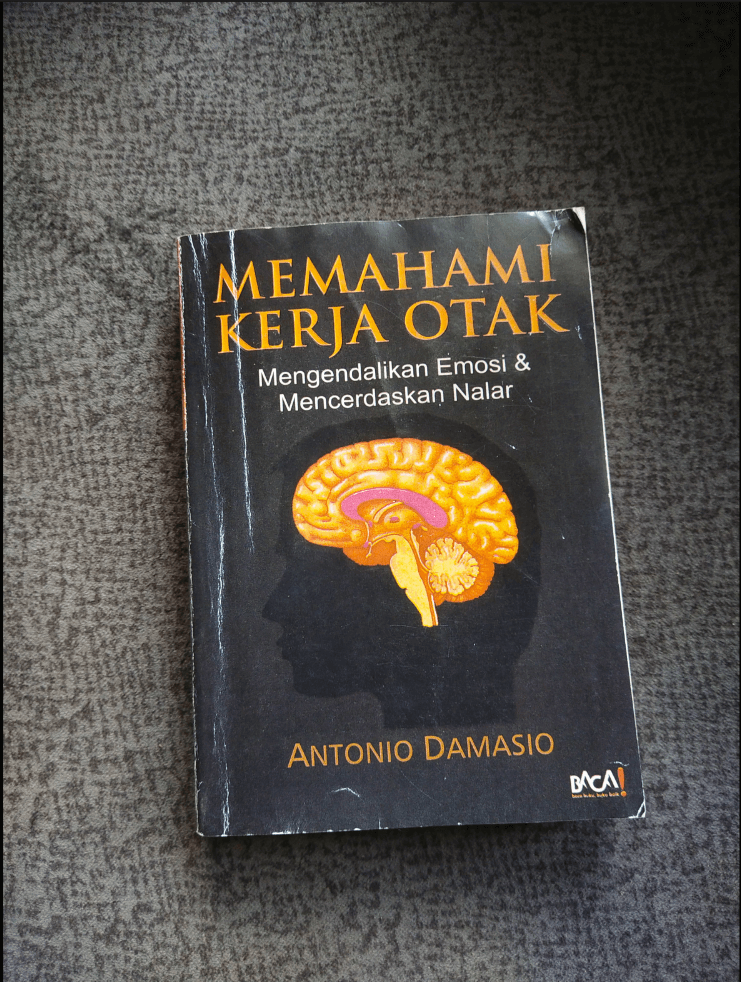 MEMAHAMI
KERJA OTAK
Mengendalikan Emosi &
Mencerdaskan Nalar
ANTONIO DAMASIO
BACA!